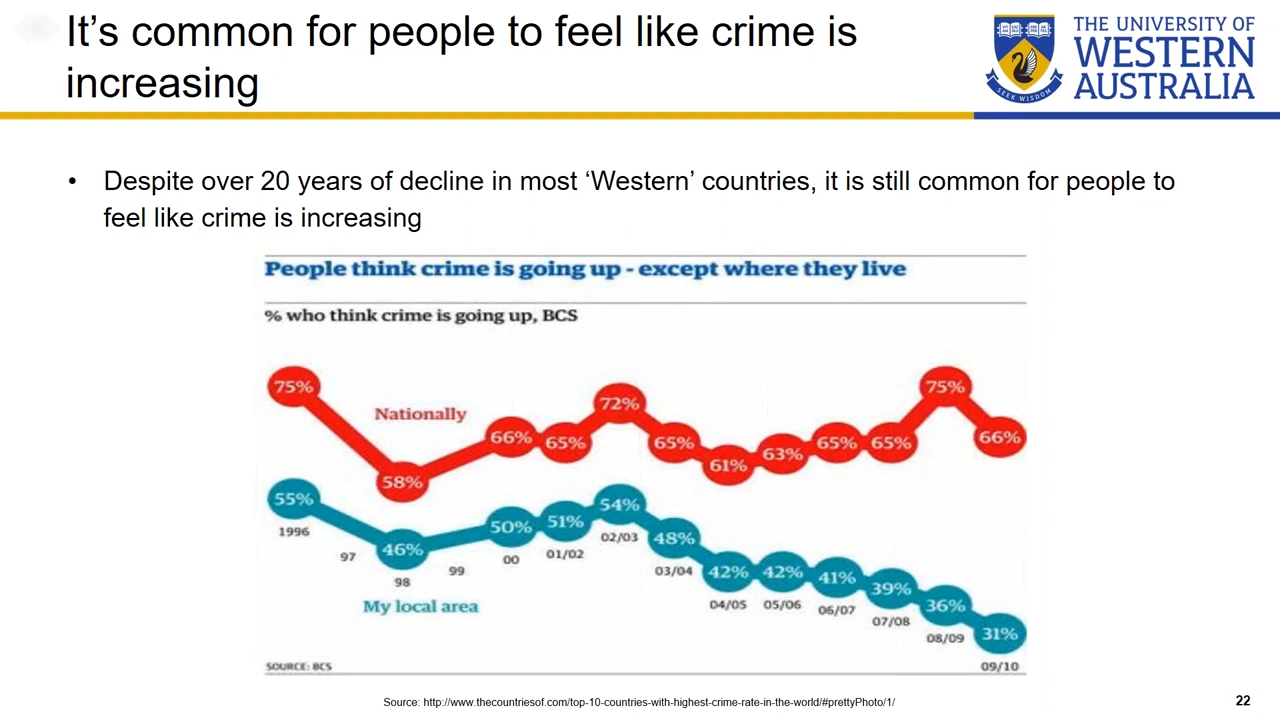 It’s common for people to feel like crime is
increasing
THE UNIVERSITY OF
WESTERN
AUSTRALIA
SEEK WISDOM
• Despite over 20 years of decline in most ‘Western’ countries, it is still common for people to
feel like crime is increasing
People think crime is going up - except where they live
% who think crime is going up, BCS
Nationally
75%
58%
66%
65%
72%
65%
61%
63%
65%
65%
75%
66%
55%
46%
50%
51%
54%
48%
42%
42%
41%
39%
36%
31%
1996
97
98
99
00
01/02
02/03
03/04
04/05
05/06
06/07
07/08
08/09
09/10
My local area
SOURCE: BCS
Source: http://www.thecountriesof.com/top-10-countries-with-highest-crime-rate-in-the-world/#prettyPhoto/1/
22